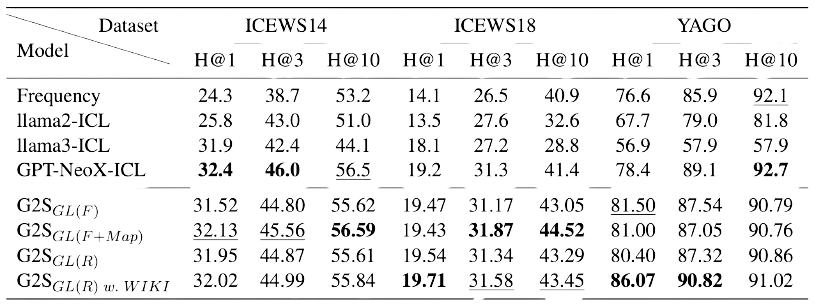 Dataset ICEWS14 ICEWS18 YAGO
Model H@1 H@3 H@10 H@1 H@3 H@10 H@1 H@3 H@10
Frequency 24.3 38.7 53.2 14.1 26.5 40.9 76.6 85.9 92.1
llama2-ICL 25.8 43.0 51.0 13.5 27.6 32.6 67.7 79.0 81.8
llama3-ICL 31.9 42.4 44.1 18.1 27.2 28.8 56.9 57.9 57.9
GPT-NeoX-ICL 32.4 46.0 56.5 19.2 31.3 41.4 78.4 89.1 92.7
G2S GL(F) 31.52 44.80 55.62 19.47 31.17 43.05 81.50 87.54 90.79
G2S GL(F+Map) 32.13 45.56 56.59 19.43 31.87 44.52 81.00 87.05 90.76
G2S GL(R) 31.95 44.87 55.61 19.54 31.34 43.29 80.40 87.32 90.86
G2S GL(R) w. WIKI 32.02 44.99 55.84 19.71 31.58 43.45 86.07 90.82 91.02